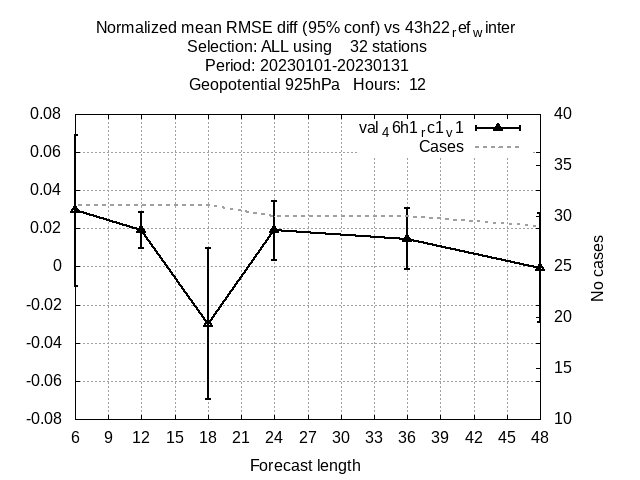 Normalized mean RMSE diff (95% conf) vs 43h22refwinter
Selection: ALL using    32 stations
Period: 20230101-20230131
Geopotential 925hPa   Hours:  12
val46h1rc1v1
Cases
0.08
0.06
0.04
0.02
0
-0.02
-0.04
-0.06
-0.08
40
35
30
25
20
15
10
No cases
6 9 12 15 18 21 24 27 30 33 36 39 42 45 48
Forecast length